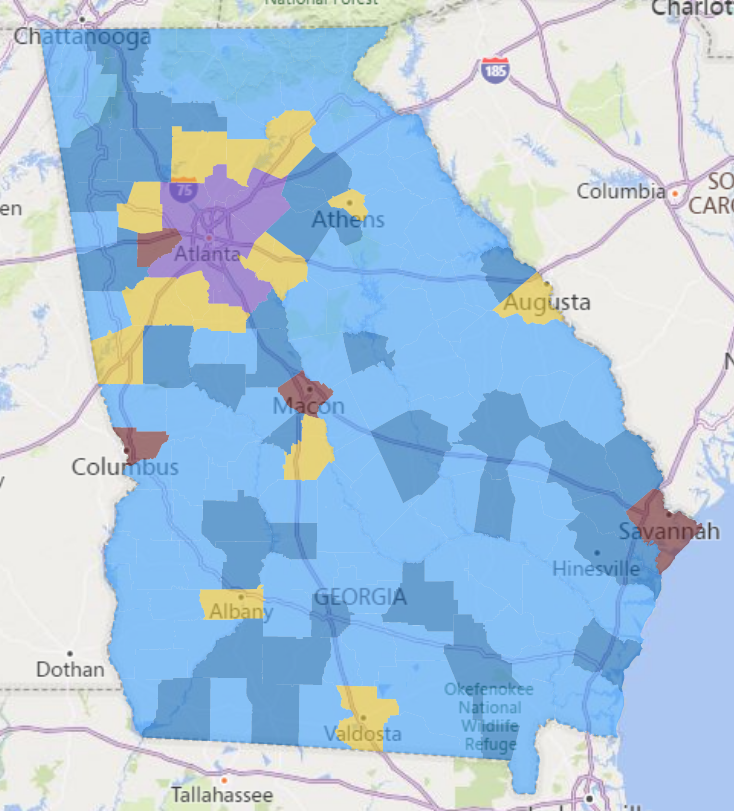 National Forest
Charlot
Chattanooga
185
Columbia
SO
CARO
en
75
Athens
Atlanta
Augusta
N
Macon
Columbus
Savannah
Hinesville
GEORGIA
Albany
Dothan
Okefenokee
National
Wildlife
Refuge
Valdosta
Tallahassee